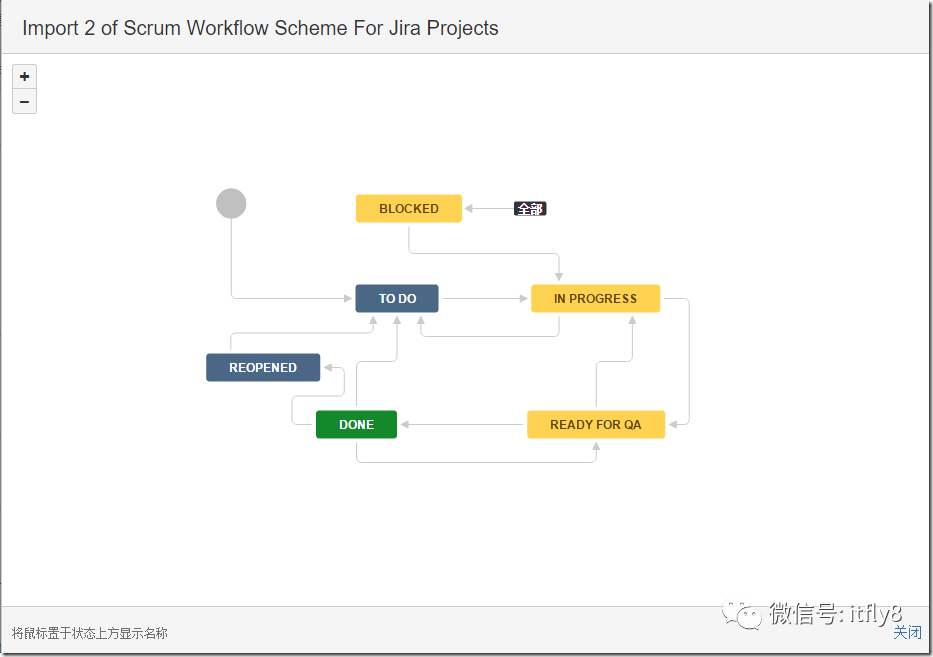 Import 2 of Scrum Workflow Scheme For Jira Projects
+
−
BLOCKED
全部
TO DO
IN PROGRESS
REOPENED
DONE
READY FOR QA
微信号: itfly8
将鼠标置于状态上方显示名称
关闭